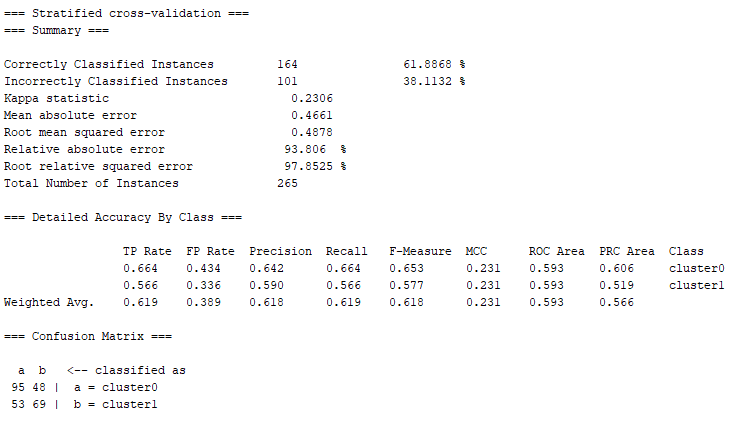 === Stratified cross-validation ===
=== Summary ===
Correctly Classified Instances 164 61.8868 %
Incorrectly Classified Instances 101 38.1132 %
Kappa statistic 0.2306
Mean absolute error 0.4661
Root mean squared error 0.4878
Relative absolute error 93.806 %
Root relative squared error 97.8525 %
Total Number of Instances 265
=== Detailed Accuracy By Class ===
TP Rate FP Rate Precision Recall F-Measure MCC ROC Area PRC Area Class
0.664 0.434 0.642 0.664 0.653 0.231 0.593 0.606 cluster0
0.566 0.336 0.590 0.566 0.577 0.231 0.593 0.519 cluster1
Weighted Avg. 0.619 0.389 0.618 0.619 0.618 0.231 0.593 0.566
=== Confusion Matrix ===
a b <-- classified as
95 48 | a = cluster0
53 69 | b = cluster1